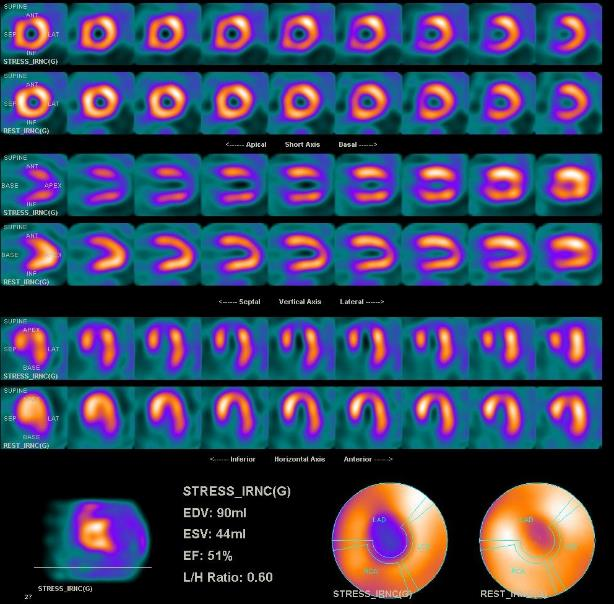 SUPINE
ANT
SEP LAT
INF
STRESS_IRNC(G)
SUPINE
ANT
SEP LAT
INF
REST_IRNC(G)
<------ Apical Short Axis Basal ------>
SUPINE
ANT
BASE APEX
INF
STRESS_IRNC(G)
SUPINE
ANT
BASE
INF
REST_IRNC(G)
<------ Septal Vertical Axis Lateral ------>
SUPINE
APEX
SEP LAT
BASE
STRESS_IRNC(G)
SUPINE
SEP LAT
BASE
REST_IRNC(G)
<------ Inferior Horizontal Axis Anterior ------>
STRESS_IRNC(G)
EDV: 90ml
ESV: 44ml
EF: 51%
L/H Ratio: 0.60
LAD
RCA
STRESS_IRNC(G)
LAD
RCA
REST_IRNC(G)
STRESS_IRNC(G)
27